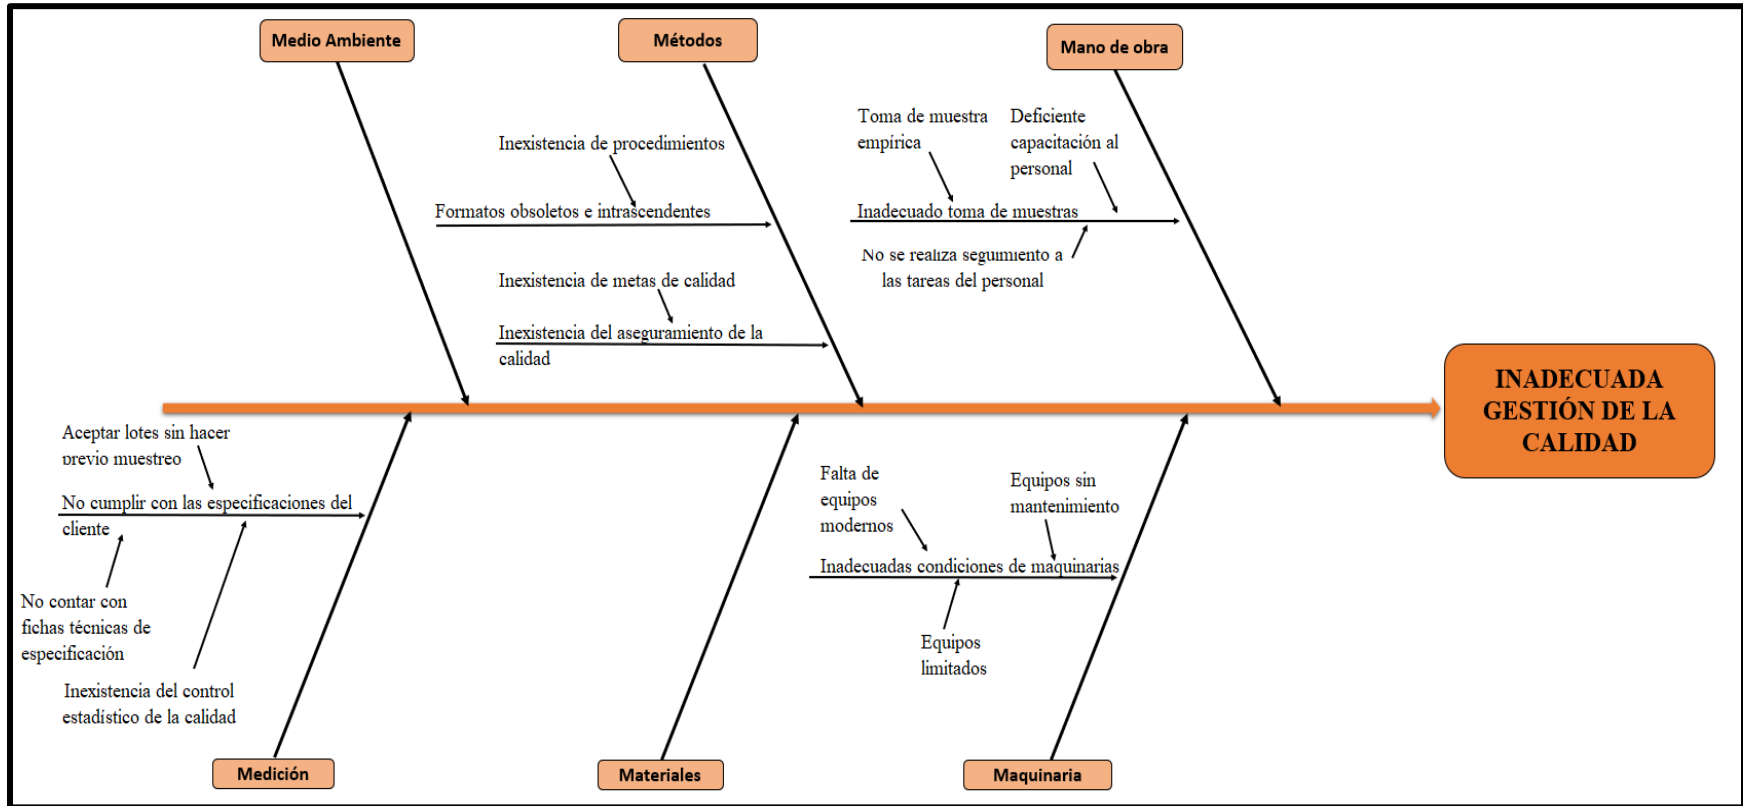 Medio Ambiente
Métodos
Mano de obra
Inexistencia de procedimientos
Formatos obsoletos e intrascendentes
Inexistencia de metas de calidad
Inexistencia del aseguramiento de la
calidad
Toma de muestra
empírica
Deficiente
capacitación al
personal
Inadecuado toma de muestras
No se realiza seguimiento a
las tareas del personal
INADECUADA
GESTIÓN DE LA
CALIDAD
Aceptar lotes sin hacer
previo muestreo
No cumplir con las especificaciones del
cliente
No contar con
fichas técnicas de
especificación
Inexistencia del control
estadístico de la calidad
Falta de
equipos
modernos
Equipos sin
mantenimiento
Inadecuadas condiciones de maquinarias
Equipos
limitados
Medición
Materiales
Maquinaria